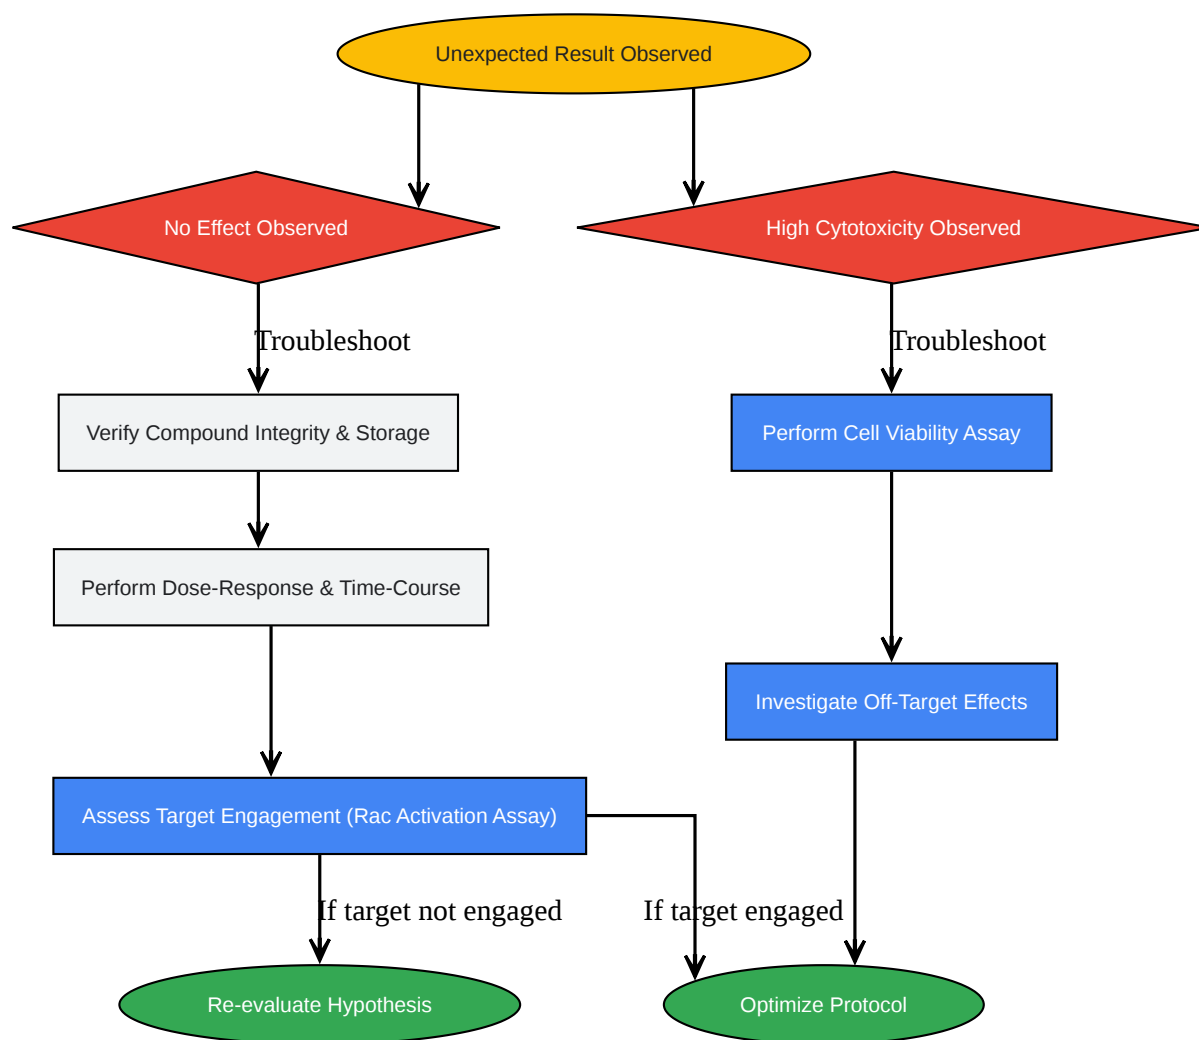 Unexpected Result Observed
No Effect Observed
High Cytotoxicity Observed
Troubleshoot
Troubleshoot
Verify Compound Integrity & Storage
Perform Cell Viability Assay
Perform Dose-Response & Time-Course
Investigate Off-Target Effects
Assess Target Engagement (Rac Activation Assay)
If target not engaged
If target engaged
Re-evaluate Hypothesis
Optimize Protocol